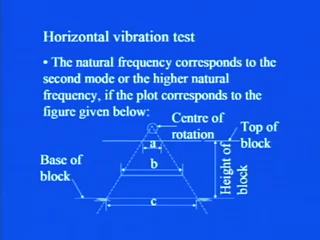 Horizontal vibration test
• The natural frequency corresponds to the
second mode or the higher natural
frequency, if the plot corresponds to the
figure given below:
Centre of
rotation
Top of
block
a
Base of
block
b
Height of
block
c